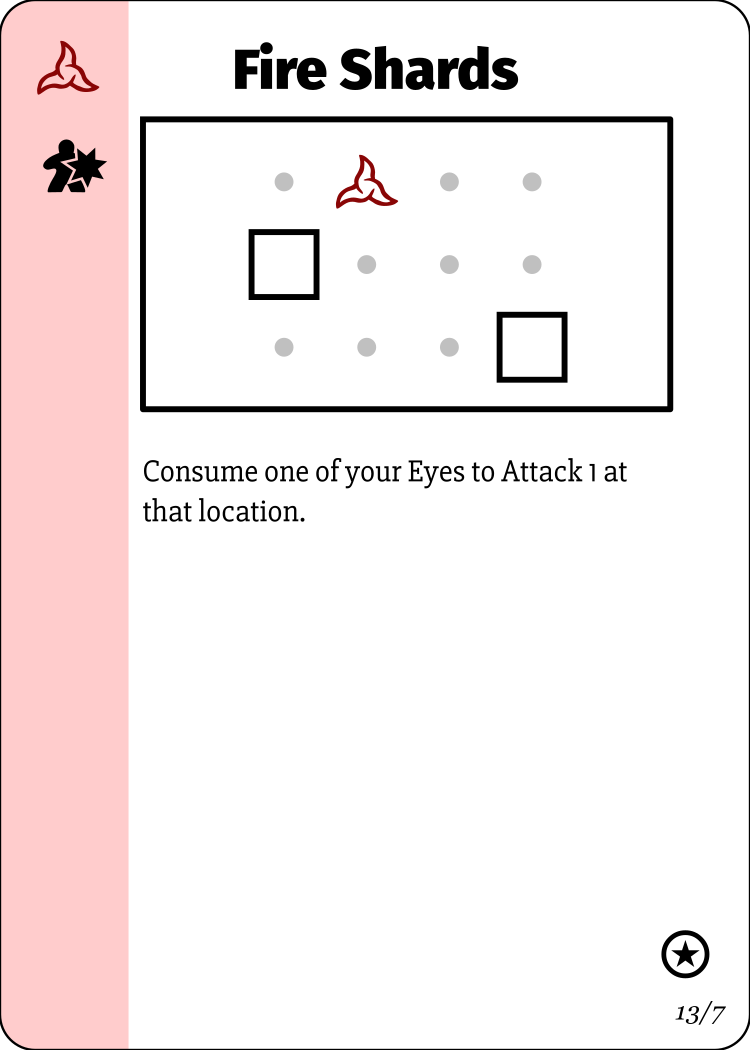 Fire Shards
Consume one of your Eyes to Attack 1 at
that location.
13/7